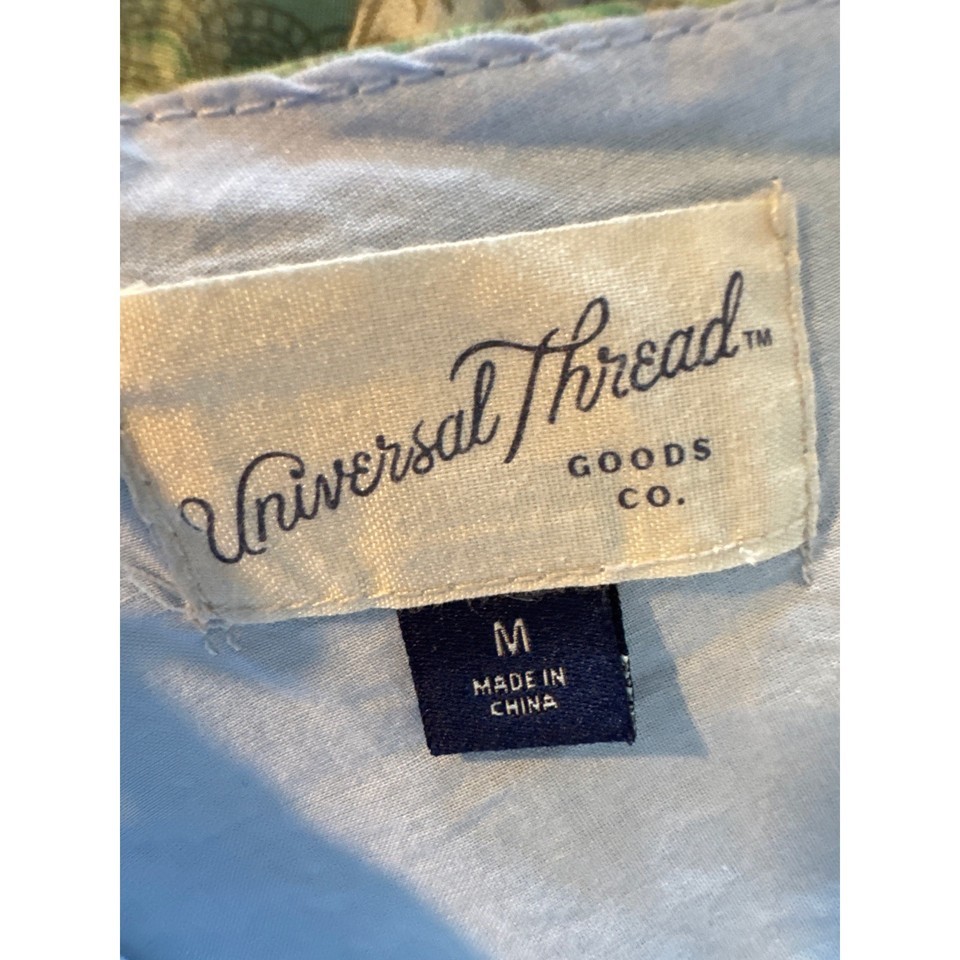 Universal Thread™
GOODS
CO.
M
MADE IN
CHINA